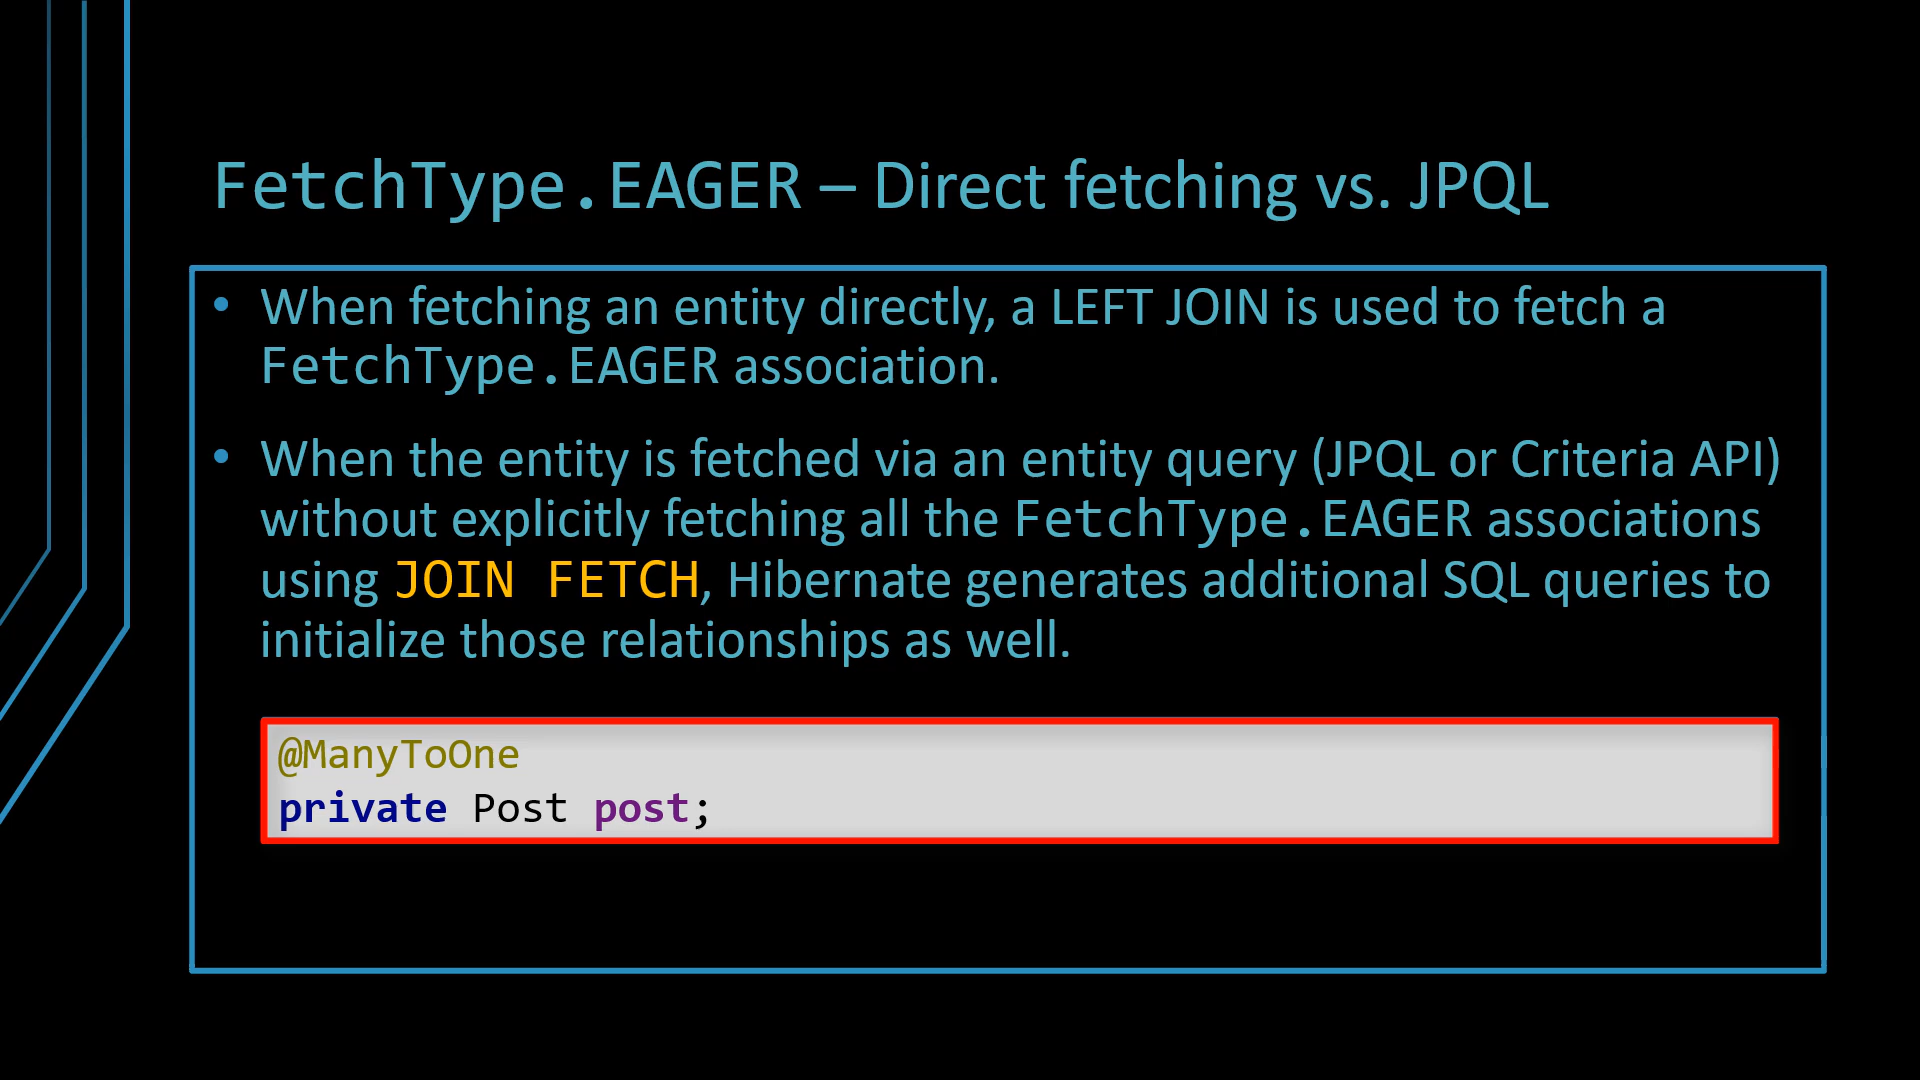 FetchType.EAGER – Direct fetching vs. JPQL
• When fetching an entity directly, a LEFT JOIN is used to fetch a
FetchType.EAGER association.
• When the entity is fetched via an entity query (JPQL or Criteria API)
without explicitly fetching all the FetchType.EAGER associations
using JOIN FETCH, Hibernate generates additional SQL queries to
initialize those relationships as well.
@ManyToOne
private Post post;